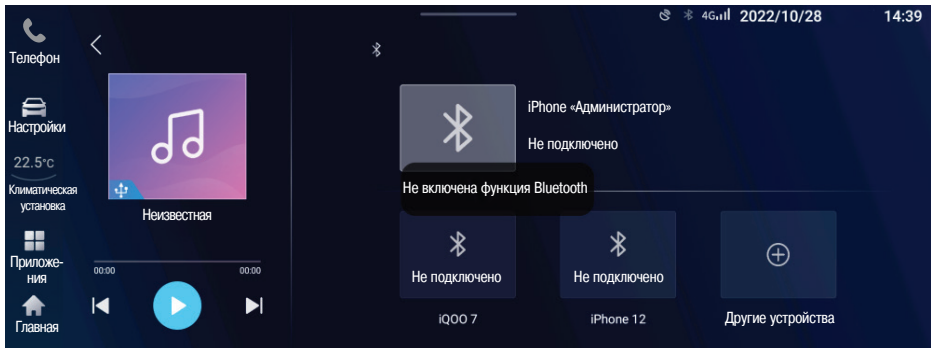 4G 2022/10/28 14:39
Телефон
Настройки
22.5°C
Климатическая
установка
Приложе-
ния
Главная
Неизвестная
00:00 00:00
iPhone «Администратор»
Не подключено
Не включена функция Bluetooth
Не подключено
iQOO 7
Не подключено
iPhone 12
Другие устройства